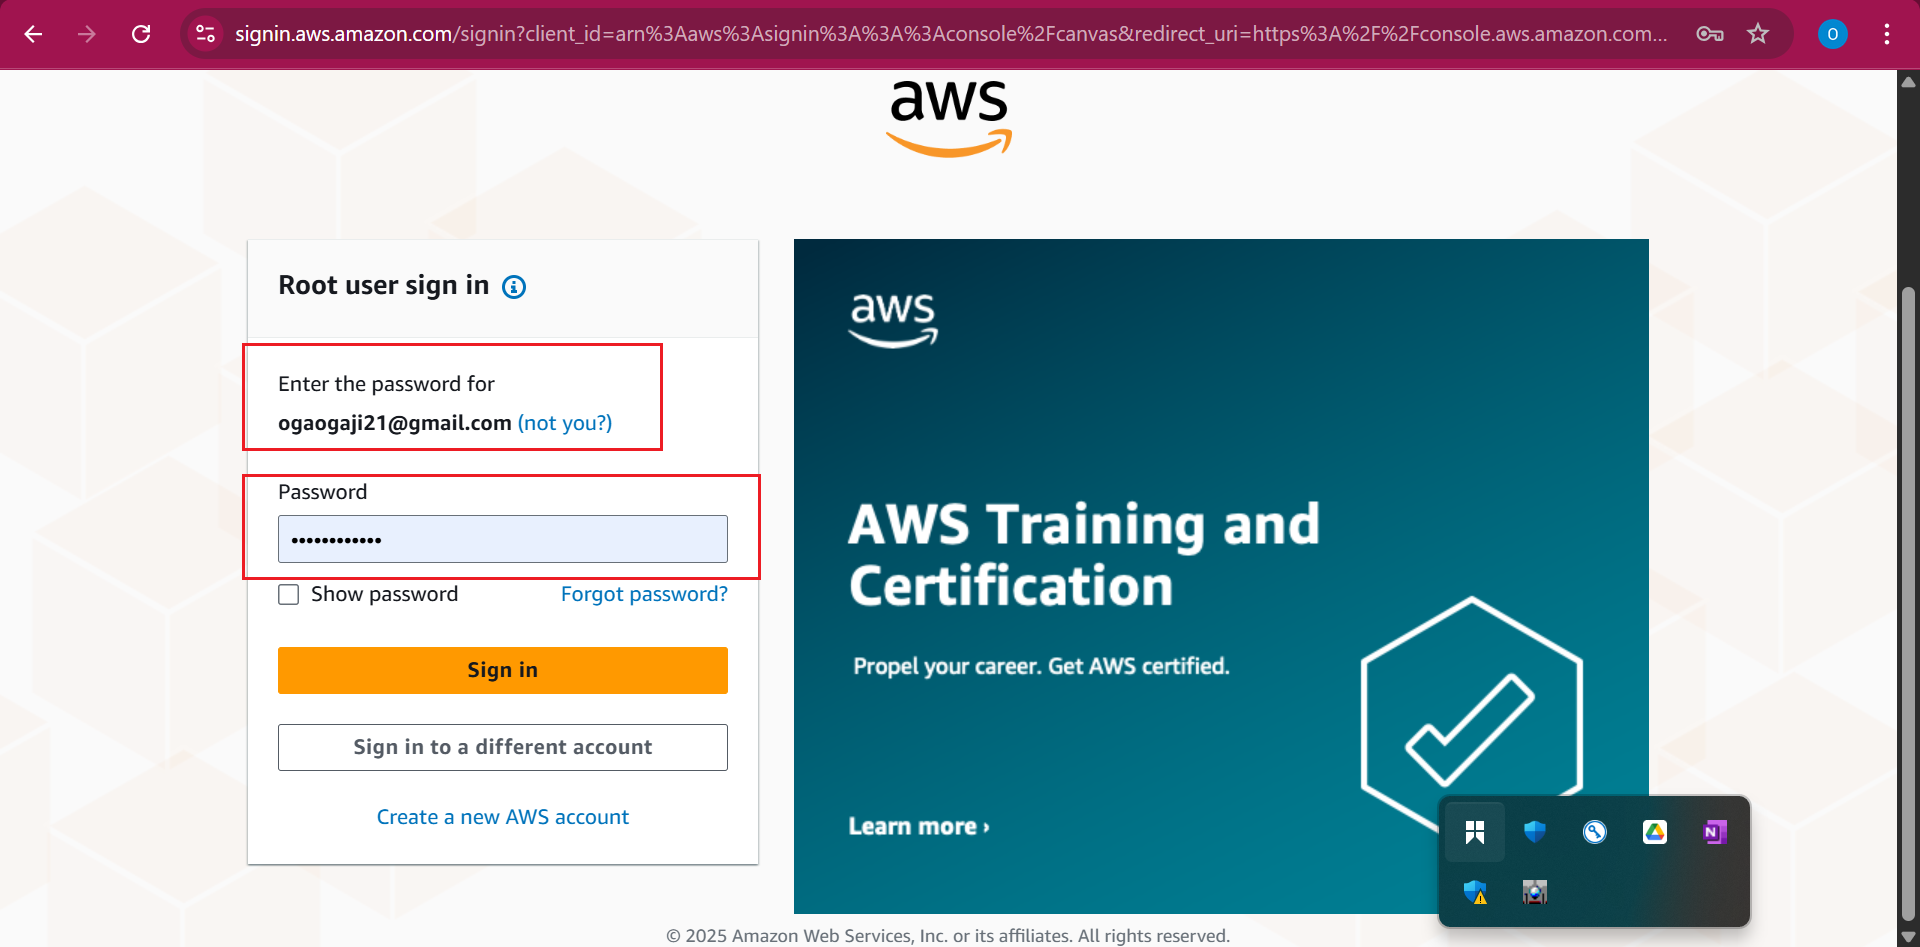 signin.aws.amazon.com/signin?client_id=arn%3Aaws%3Asignin%3A%3A%3Aconsole%2Fcanvas&redirect_uri=https%3A%2F%2Fconsole.aws.amazon.com...
O
aws
Root user sign in
Enter the password for
ogaogaji21@gmail.com (not you?)
Password
••••••••••••
Show password
Forgot password?
Sign in
Sign in to a different account
Create a new AWS account
aws
AWS Training and
Certification
Propel your career. Get AWS certified.
Learn more ›
N
© 2025 Amazon Web Services, Inc. or its affiliates. All rights reserved.